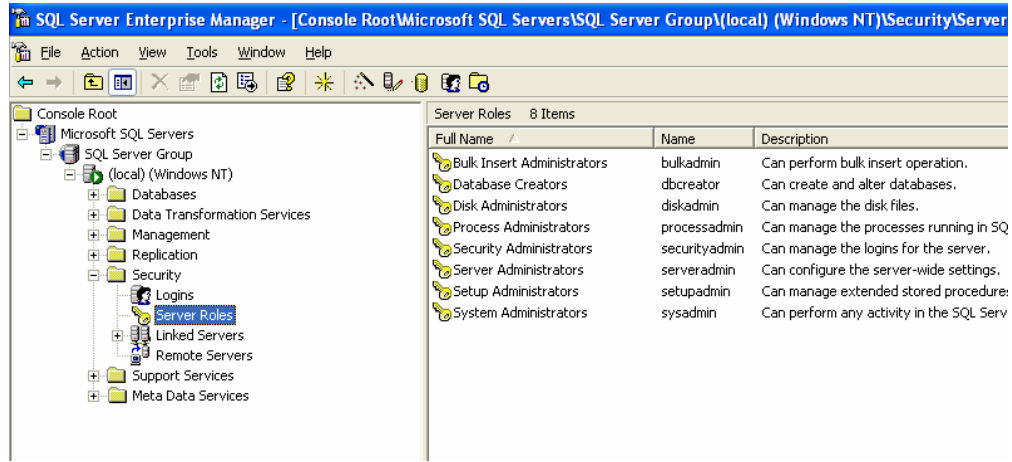 SQL Server Enterprise Manager - [Console Root\Microsoft SQL Servers\SQL Server Group\(local) (Windows NT)\Security\Server
File Action View Tools Window Help
Console Root
Microsoft SQL Servers
SQL Server Group
(local) (Windows NT)
Databases
Data Transformation Services
Management
Replication
Security
Logins
Server Roles
Linked Servers
Remote Servers
Support Services
Meta Data Services
Server Roles 8 Items
Full Name Name Description
Bulk Insert Administrators bulkadmin Can perform bulk insert operation.
Database Creators dbcreator Can create and alter databases.
Disk Administrators diskadmin Can manage the disk files.
Process Administrators processadmin Can manage the processes running in SQ
Security Administrators securityadmin Can manage the logins for the server.
Server Administrators serveradmin Can configure the server-wide settings.
Setup Administrators setupadmin Can manage extended stored procedure
System Administrators sysadmin Can perform any activity in the SQL Serv